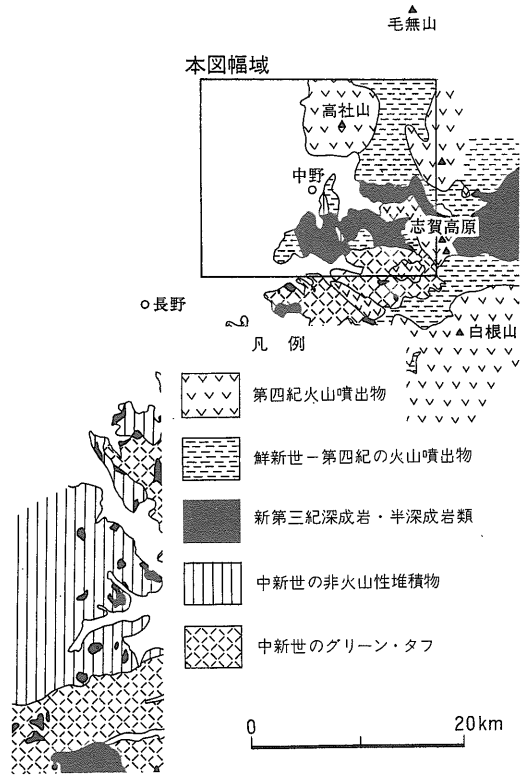 毛無山
本図幅域
高社山
中野
志賀高原
長野
白根山
凡 例
第四紀火山噴出物
鮮新世－第四紀の火山噴出物
新第三紀深成岩・半深成岩類
中新世の非火山性堆積物
中新世のグリーン・タフ
0 20km